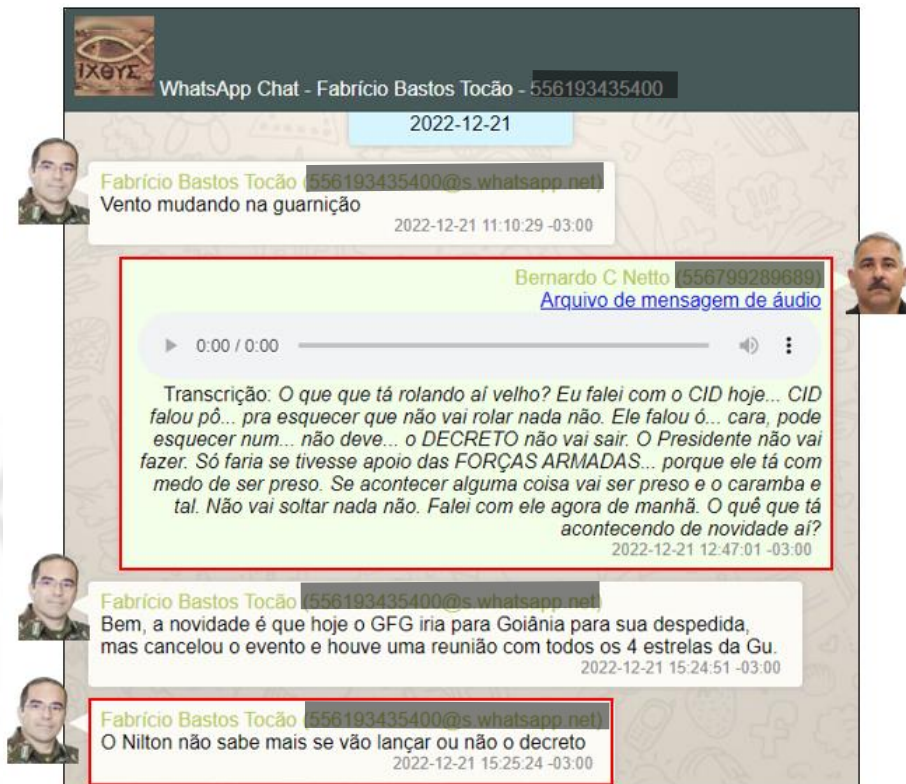 ΙΧΘΥΣ
WhatsApp Chat - Fabrício Bastos Tocão - 556193435400
2022-12-21
Fabrício Bastos Tocão (556193435400@s.whatsapp.net)
Vento mudando na guarnição
2022-12-21 11:10:29 -03:00
Bernardo C Netto (556799289689)
Arquivo de mensagem de áudio
0:00 / 0:00
Transcrição: O que que tá rolando aí velho? Eu falei com o CID hoje... CID
falou pô... pra esquecer que não vai rolar nada não. Ele falou ó... cara, pode
esquecer num... não deve... o DECRETO não vai sair. O Presidente não vai
fazer. Só faria se tivesse apoio das FORÇAS ARMADAS... porque ele tá com
medo de ser preso. Se acontecer alguma coisa vai ser preso e o caramba e
tal. Não vai soltar nada não. Falei com ele agora de manhã. O quê que tá
acontecendo de novidade aí?
2022-12-21 12:47:01 -03:00
Fabrício Bastos Tocão (556193435400@s.whatsapp.net)
Bem, a novidade é que hoje o GFG iria para Goiânia para sua despedida,
mas cancelou o evento e houve uma reunião com todos os 4 estrelas da Gu.
2022-12-21 15:24:51 -03:00
Fabrício Bastos Tocão (556193435400@s.whatsapp.net)
O Nilton não sabe mais se vão lançar ou não o decreto
2022-12-21 15:25:24 -03:00